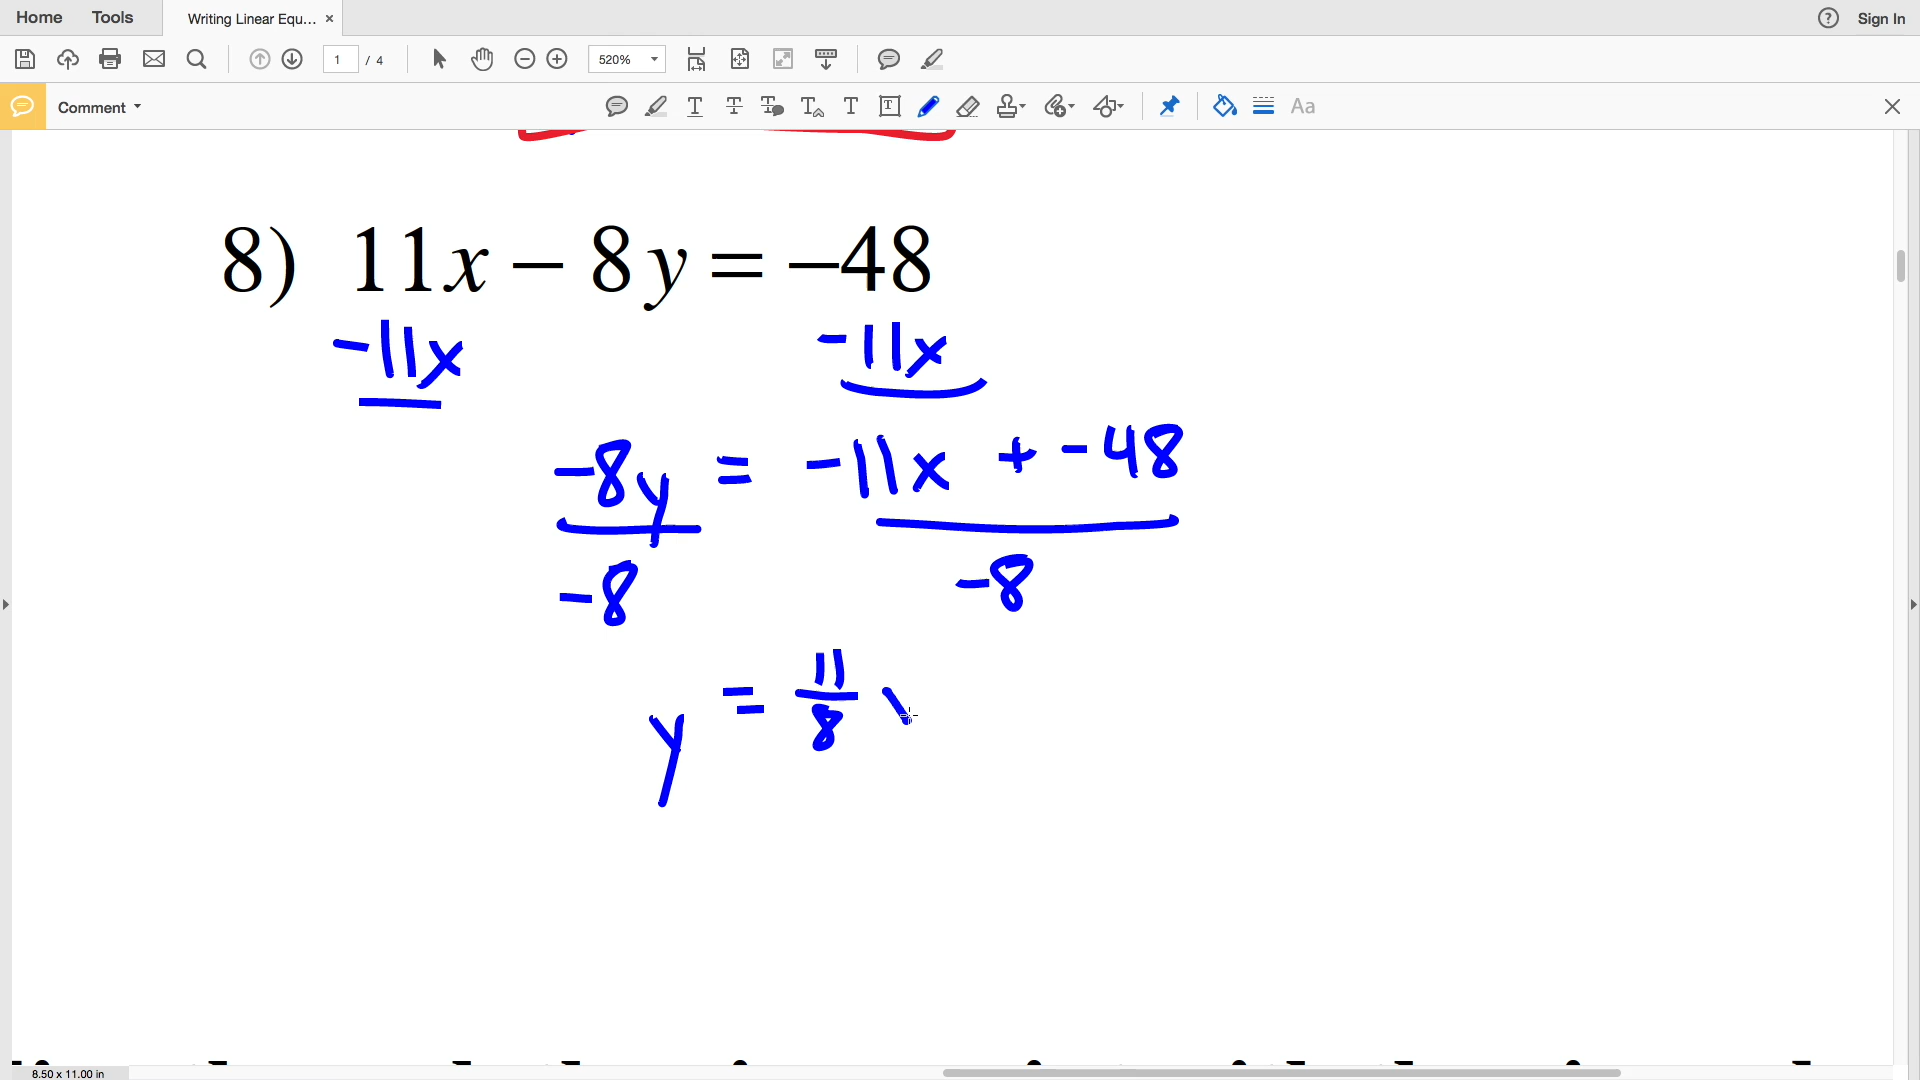 Home Tools Writing Linear Equ... × Sign In
1 / 4 520%
Comment Aa
8) 11x − 8y = −48
-11x -11x
-8y = -11x + -48
-8 -8
y = 11/8
8.50 x 11.00 in